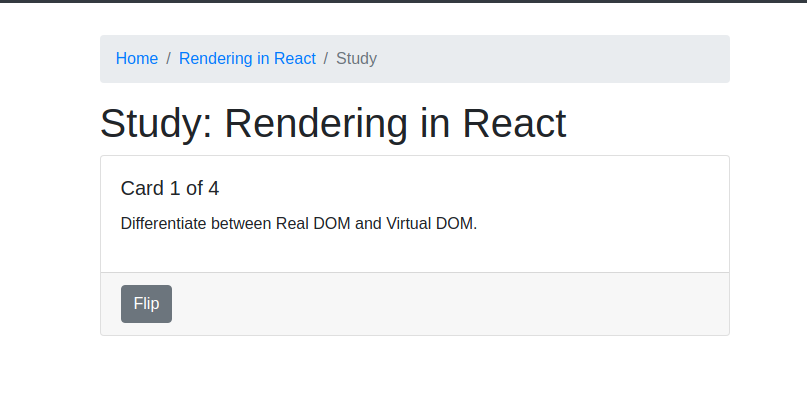 Home / Rendering in React / Study
Study: Rendering in React
Card 1 of 4
Differentiate between Real DOM and Virtual DOM.
Flip